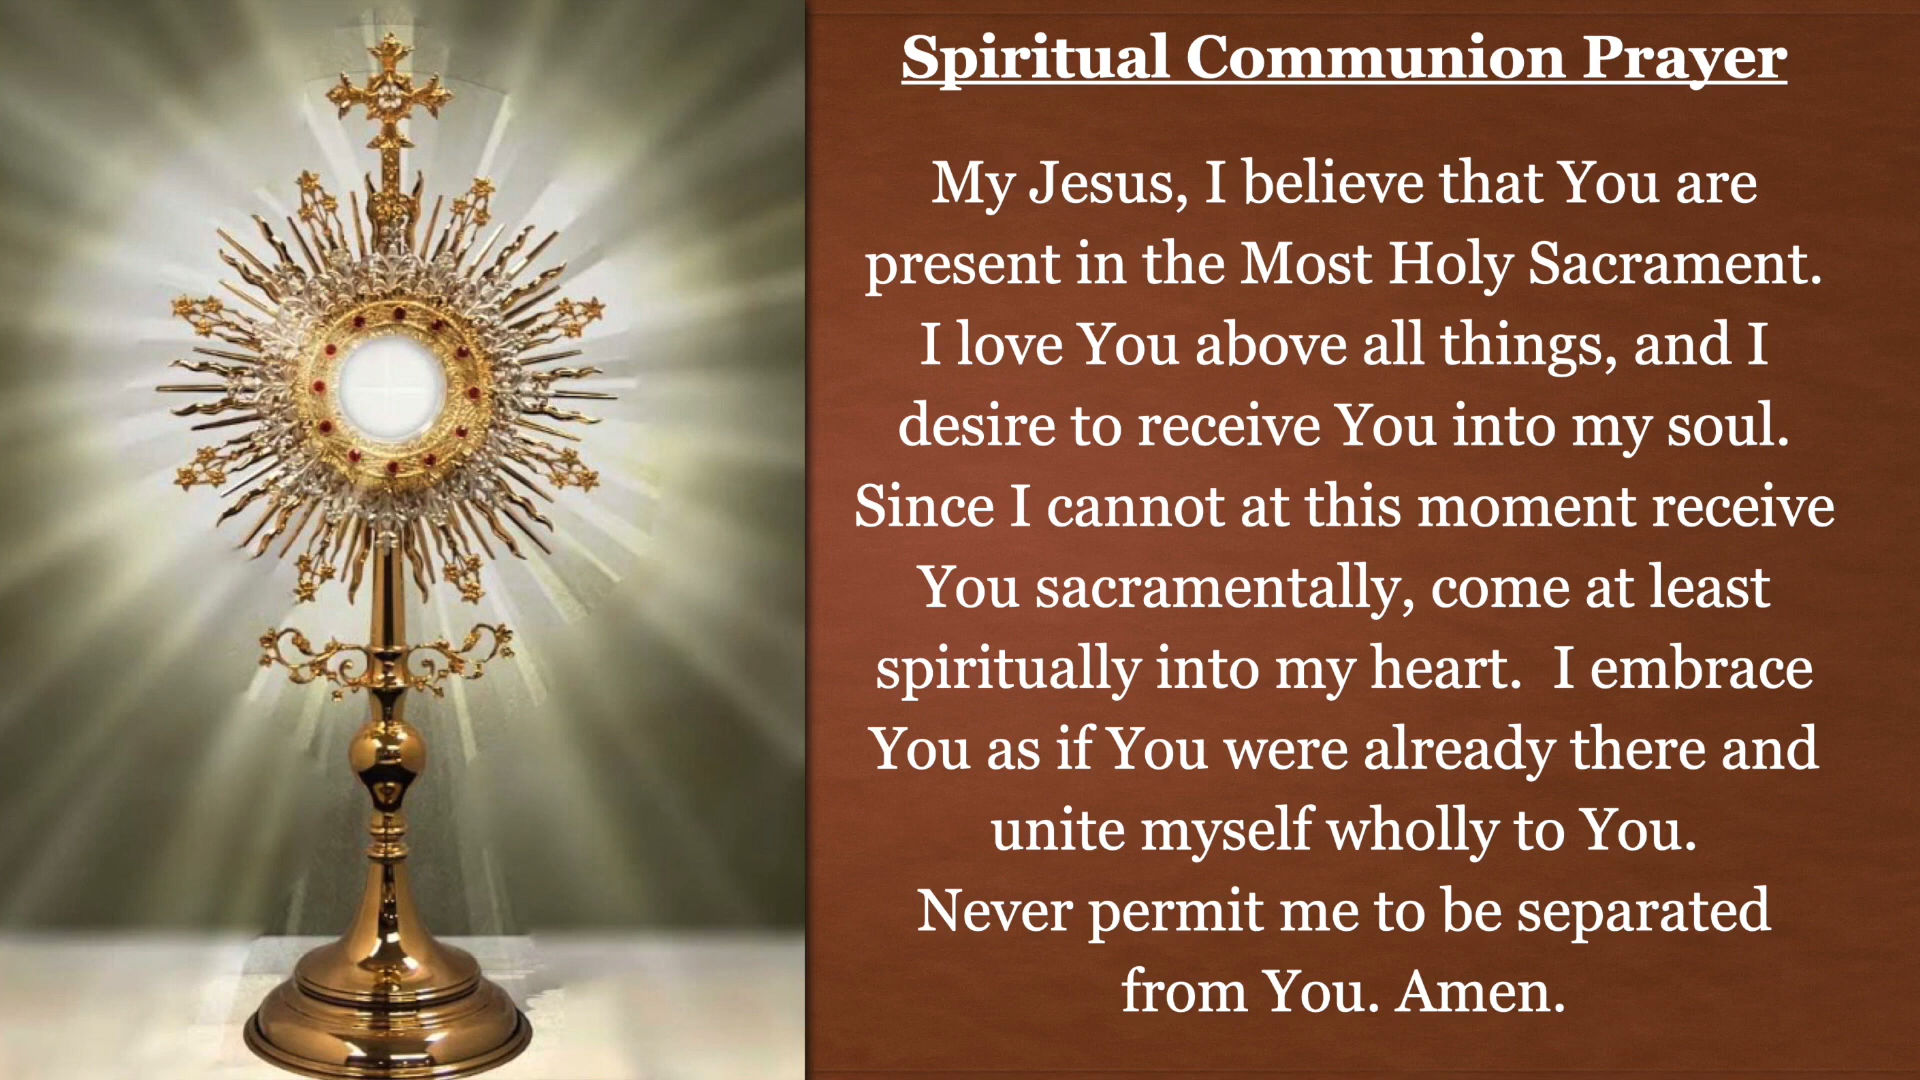 Spiritual Communion Prayer
My Jesus, I believe that You are
present in the Most Holy Sacrament.
I love You above all things, and I
desire to receive You into my soul.
Since I cannot at this moment receive
You sacramentally, come at least
spiritually into my heart.  I embrace
You as if You were already there and
unite myself wholly to You.
Never permit me to be separated
from You. Amen.